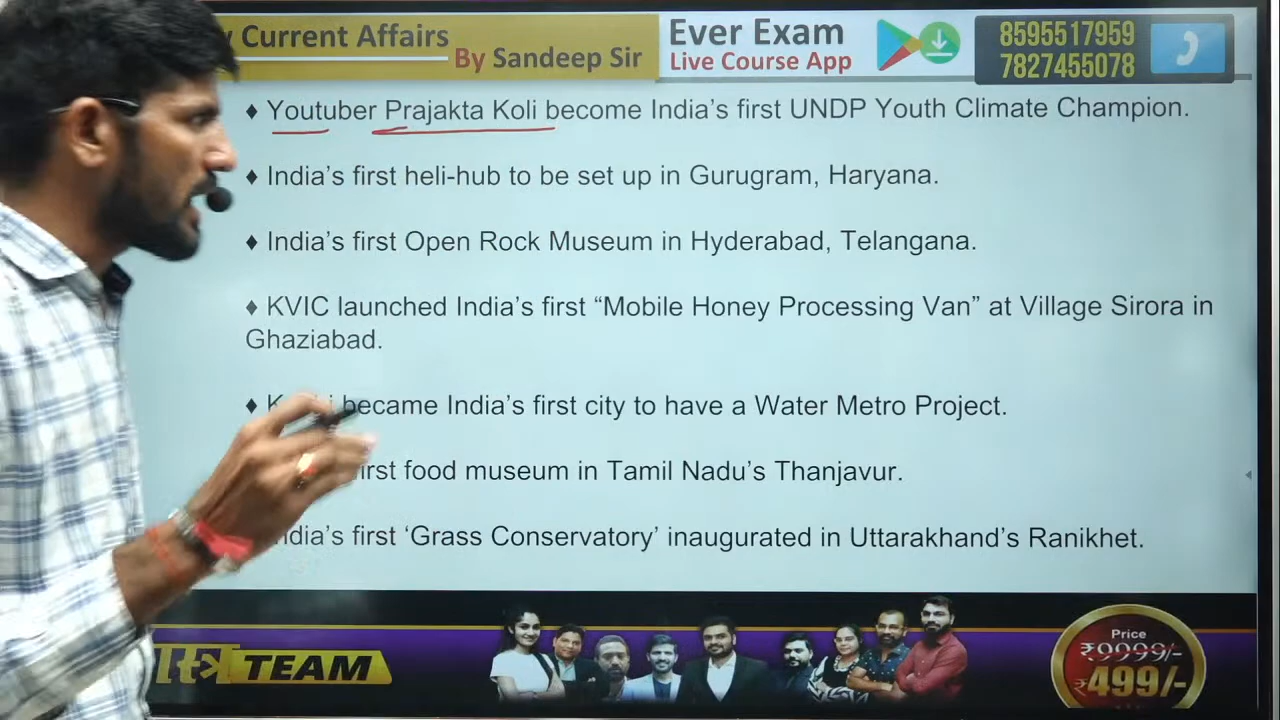 Current Affairs
By Sandeep Sir
Ever Exam
Live Course App
8595517959
7827455078
♦ Youtuber Prajakta Koli become India’s first UNDP Youth Climate Champion.
♦ India’s first heli-hub to be set up in Gurugram, Haryana.
♦ India’s first Open Rock Museum in Hyderabad, Telangana.
♦ KVIC launched India’s first “Mobile Honey Processing Van” at Village Sirora in
Ghaziabad.
♦ became India’s first city to have a Water Metro Project.
first food museum in Tamil Nadu’s Thanjavur.
India’s first ‘Grass Conservatory’ inaugurated in Uttarakhand’s Ranikhet.
TEAM
Price
₹9999/-
₹499/-